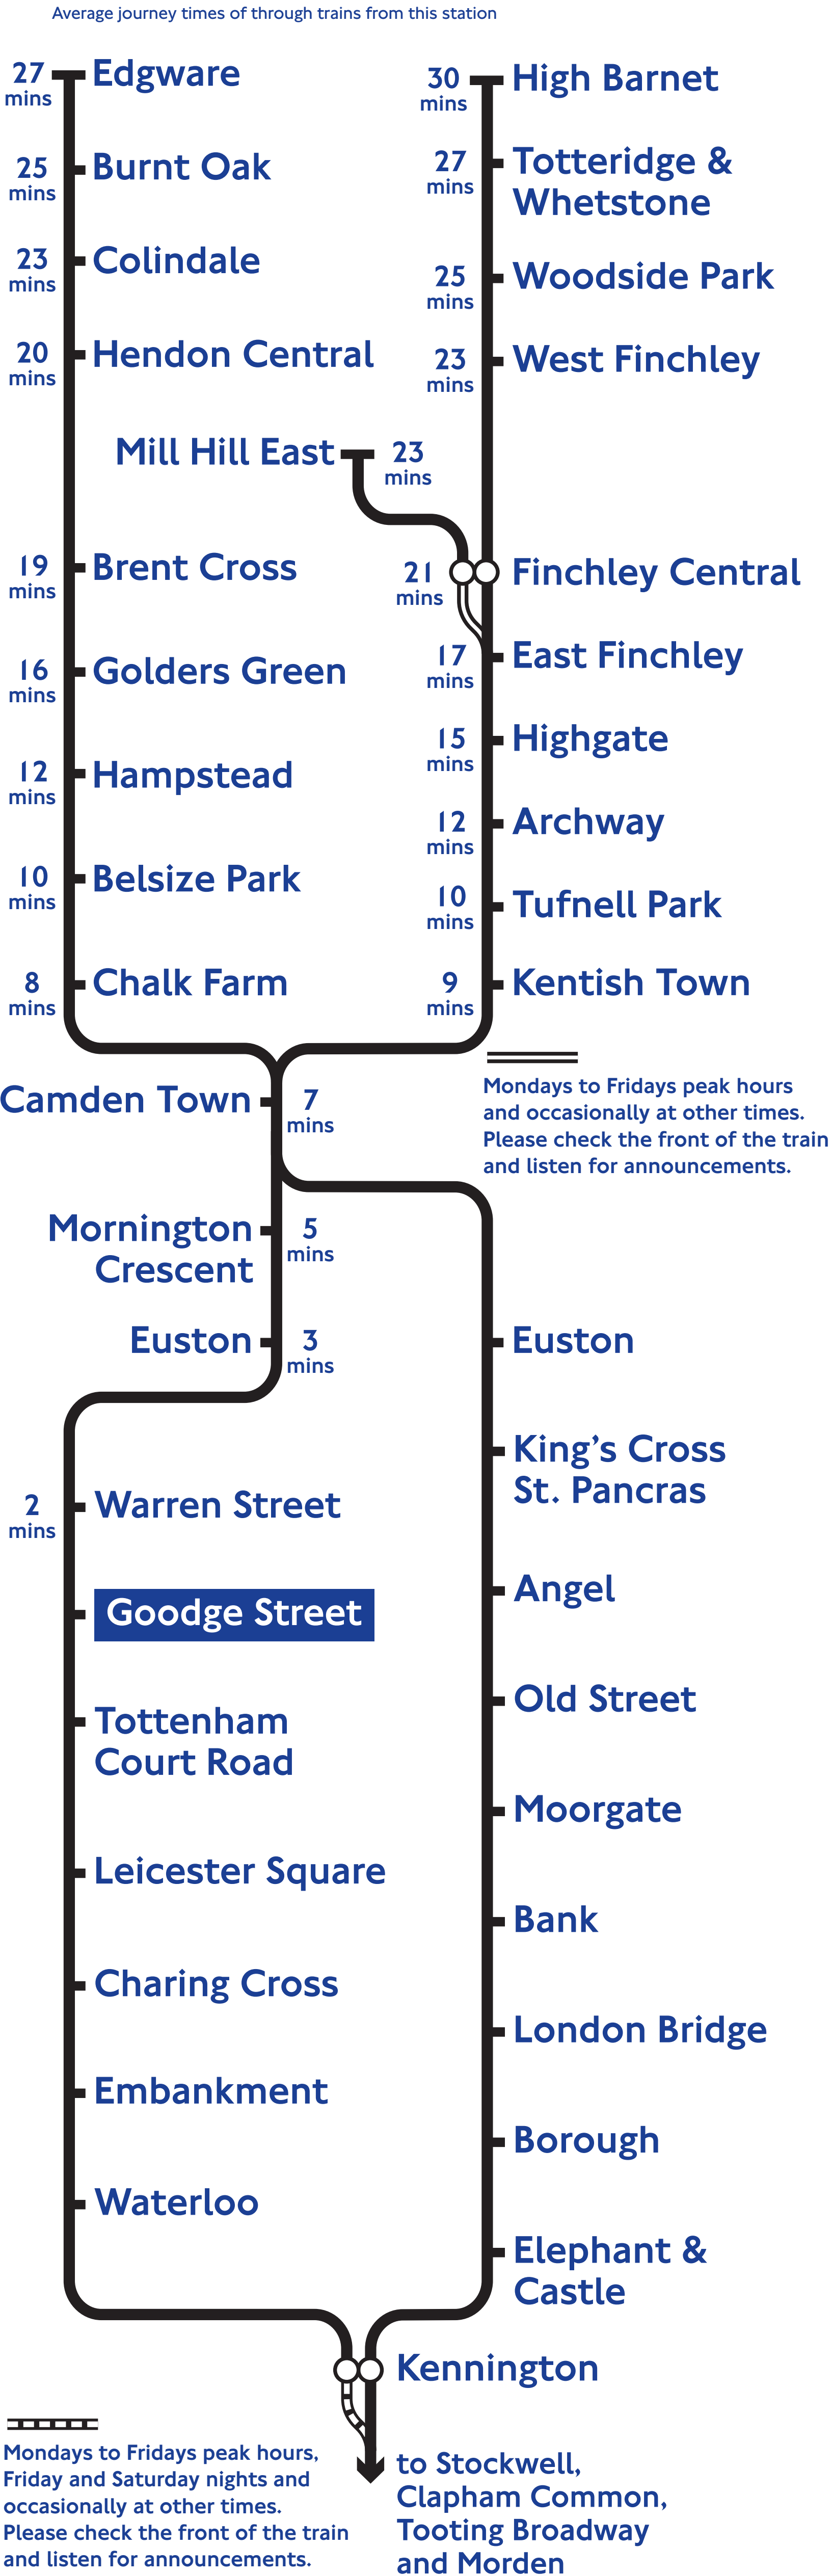 Average journey times of through trains from this station
27
mins
Edgware
25
mins
Burnt Oak
23
mins
Colindale
20
mins
Hendon Central
19
mins
Brent Cross
16
mins
Golders Green
12
mins
Hampstead
10
mins
Belsize Park
8
mins
Chalk Farm
30
mins
High Barnet
27
mins
Totteridge &
Whetstone
25
mins
Woodside Park
23
mins
West Finchley
Mill Hill East
23
mins
21
mins
Finchley Central
17
mins
East Finchley
15
mins
Highgate
12
mins
Archway
10
mins
Tufnell Park
9
mins
Kentish Town
Mondays to Fridays peak hours
and occasionally at other times.
Please check the front of the train
and listen for announcements.
Camden Town
7
mins
Mornington
Crescent
5
mins
Euston
3
mins
2
mins
Warren Street
Goodge Street
Tottenham
Court Road
Leicester Square
Charing Cross
Embankment
Waterloo
Euston
King's Cross
St. Pancras
Angel
Old Street
Moorgate
Bank
London Bridge
Borough
Elephant &
Castle
Kennington
to Stockwell,
Clapham Common,
Tooting Broadway
and Morden
Mondays to Fridays peak hours,
Friday and Saturday nights and
occasionally at other times.
Please check the front of the train
and listen for announcements.